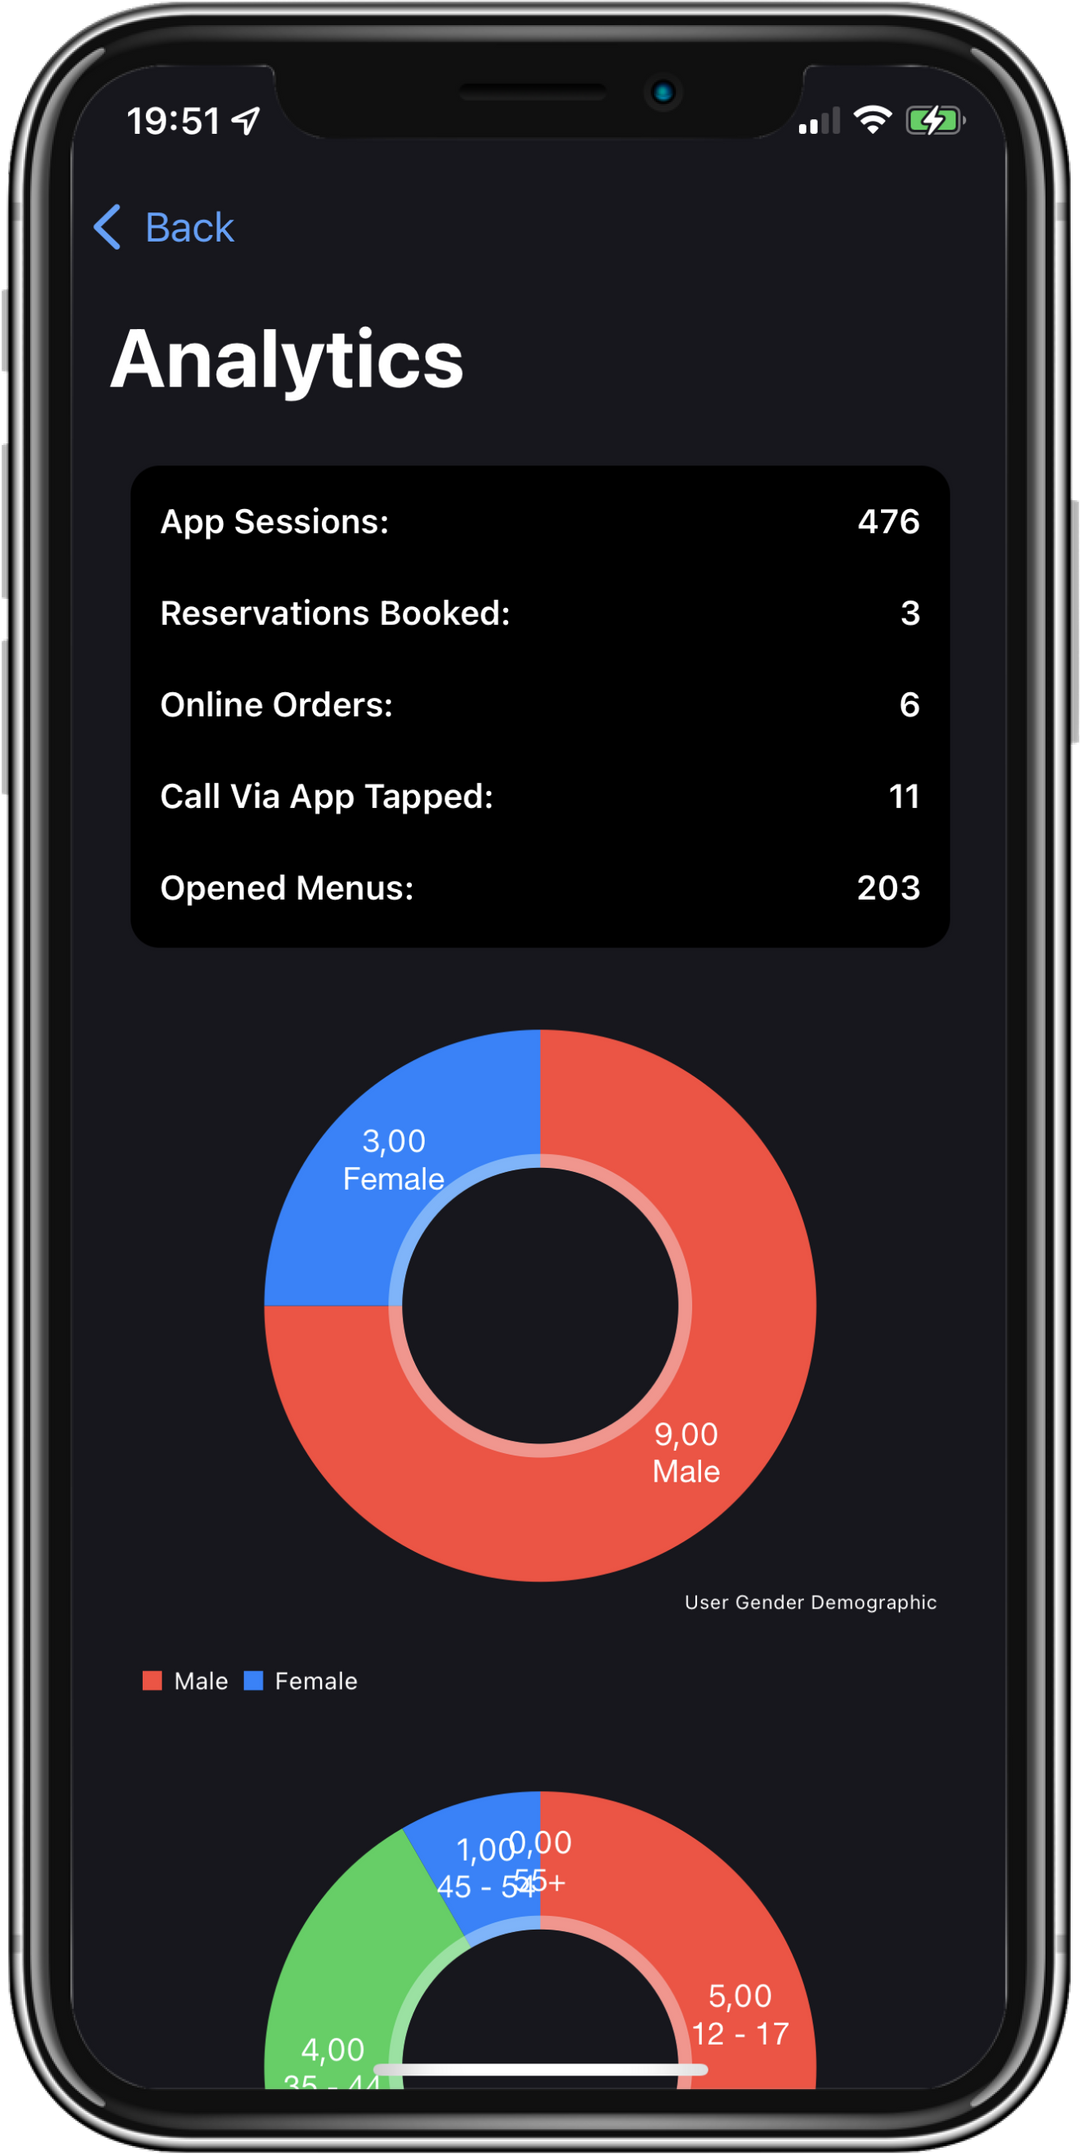 19:51
Back
Analytics
App Sessions: 476
Reservations Booked: 3
Online Orders: 6
Call Via App Tapped: 11
Opened Menus: 203
3,00
Female
9,00
Male
User Gender Demographic
Male Female
1,00 0,00
45 - 54 55+
5,00
12 - 17
4,00
35 - 44